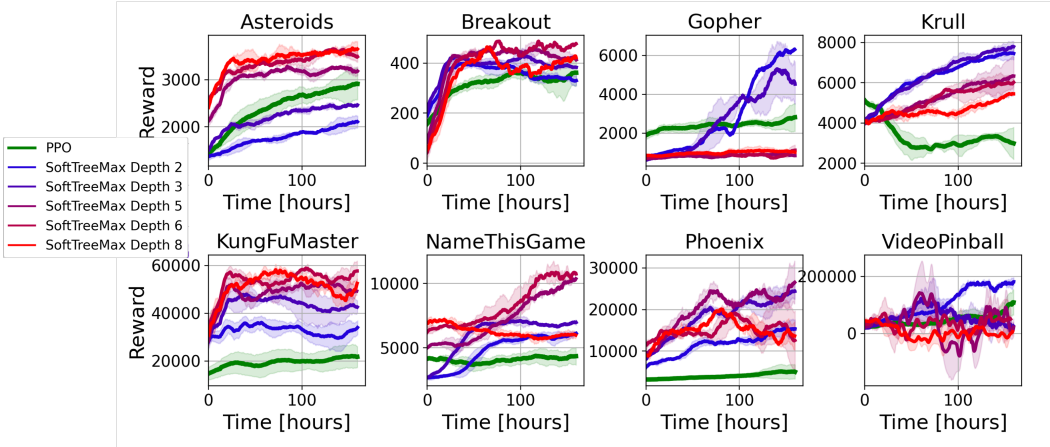 Asteroids Breakout Gopher Krull
Reward
3000
2000
0 100
400
200
0
0 100
6000
4000
2000
0 100
8000
6000
4000
2000
0 100
Time [hours] Time [hours] Time [hours] Time [hours]
PPO
SoftTreeMax Depth 2
SoftTreeMax Depth 3
SoftTreeMax Depth 5
SoftTreeMax Depth 6
SoftTreeMax Depth 8
KungFuMaster NameThisGame Phoenix VideoPinball
Reward
60000
40000
20000
0 100
10000
5000
0 100
30000
20000
10000
0 100
200000
0
0 100
Time [hours] Time [hours] Time [hours] Time [hours]